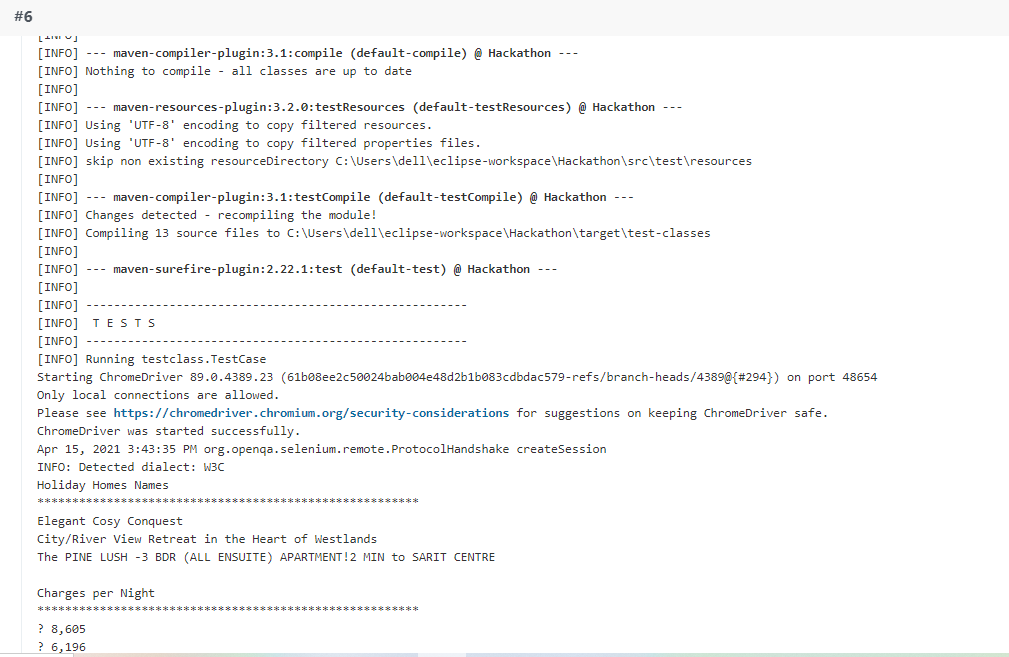 #6
[INFO]
[INFO] --- maven-compiler-plugin:3.1:compile (default-compile) @ Hackathon ---
[INFO] Nothing to compile - all classes are up to date
[INFO]
[INFO] --- maven-resources-plugin:3.2.0:testResources (default-testResources) @ Hackathon ---
[INFO] Using 'UTF-8' encoding to copy filtered resources.
[INFO] Using 'UTF-8' encoding to copy filtered properties files.
[INFO] skip non existing resourceDirectory C:\Users\dell\eclipse-workspace\Hackathon\src\test\resources
[INFO]
[INFO] --- maven-compiler-plugin:3.1:testCompile (default-testCompile) @ Hackathon ---
[INFO] Changes detected - recompiling the module!
[INFO] Compiling 13 source files to C:\Users\dell\eclipse-workspace\Hackathon\target\test-classes
[INFO]
[INFO] --- maven-surefire-plugin:2.22.1:test (default-test) @ Hackathon ---
[INFO]
[INFO] -------------------------------------------------------
[INFO]  T E S T S
[INFO] -------------------------------------------------------
[INFO] Running testclass.TestCase
Starting ChromeDriver 89.0.4389.23 (61b08ee2c50024bab004e48d2b1b083cdbdac579-refs/branch-heads/4389@{#294}) on port 48654
Only local connections are allowed.
Please see https://chromedriver.chromium.org/security-considerations for suggestions on keeping ChromeDriver safe.
ChromeDriver was started successfully.
Apr 15, 2021 3:43:35 PM org.openqa.selenium.remote.ProtocolHandshake createSession
INFO: Detected dialect: W3C
Holiday Homes Names
*******************************************************
Elegant Cosy Conquest
City/River View Retreat in the Heart of Westlands
The PINE LUSH -3 BDR (ALL ENSUITE) APARTMENT!2 MIN to SARIT CENTRE
Charges per Night
*******************************************************
? 8,605
? 6,196